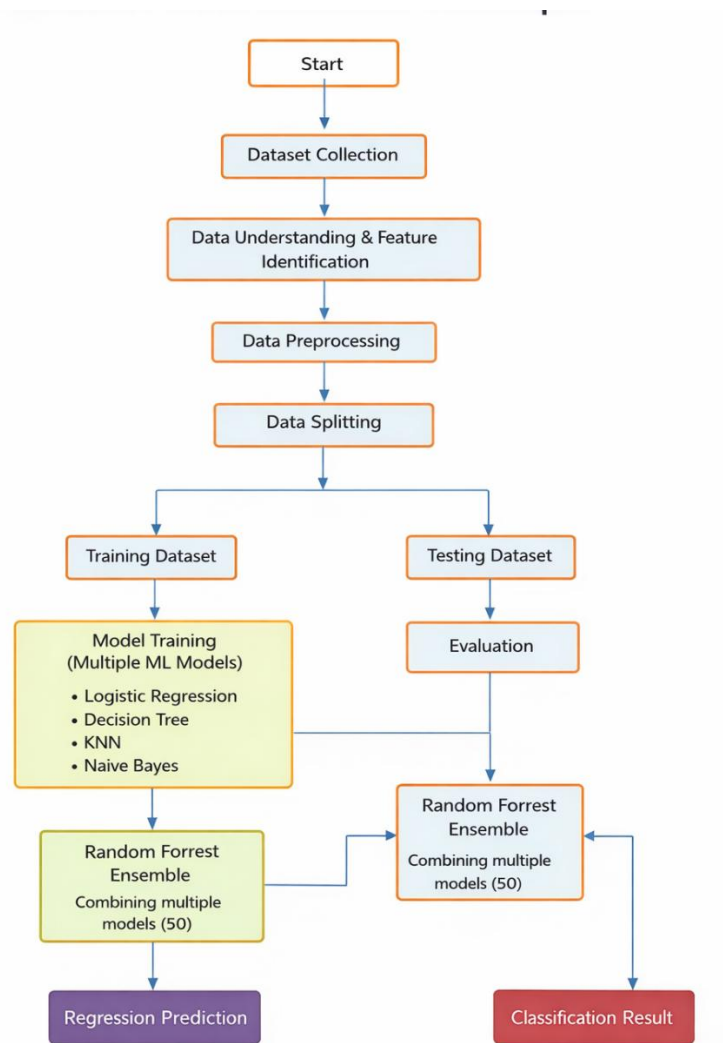 Start
Dataset Collection
Data Understanding & Feature
Identification
Data Preprocessing
Data Splitting
Training Dataset
Testing Dataset
Model Training
(Multiple ML Models)
• Logistic Regression
• Decision Tree
• KNN
• Naive Bayes
Evaluation
Random Forrest
Ensemble
Combining multiple
models (50)
Random Forrest
Ensemble
Combining multiple
models (50)
Regression Prediction
Classification Result